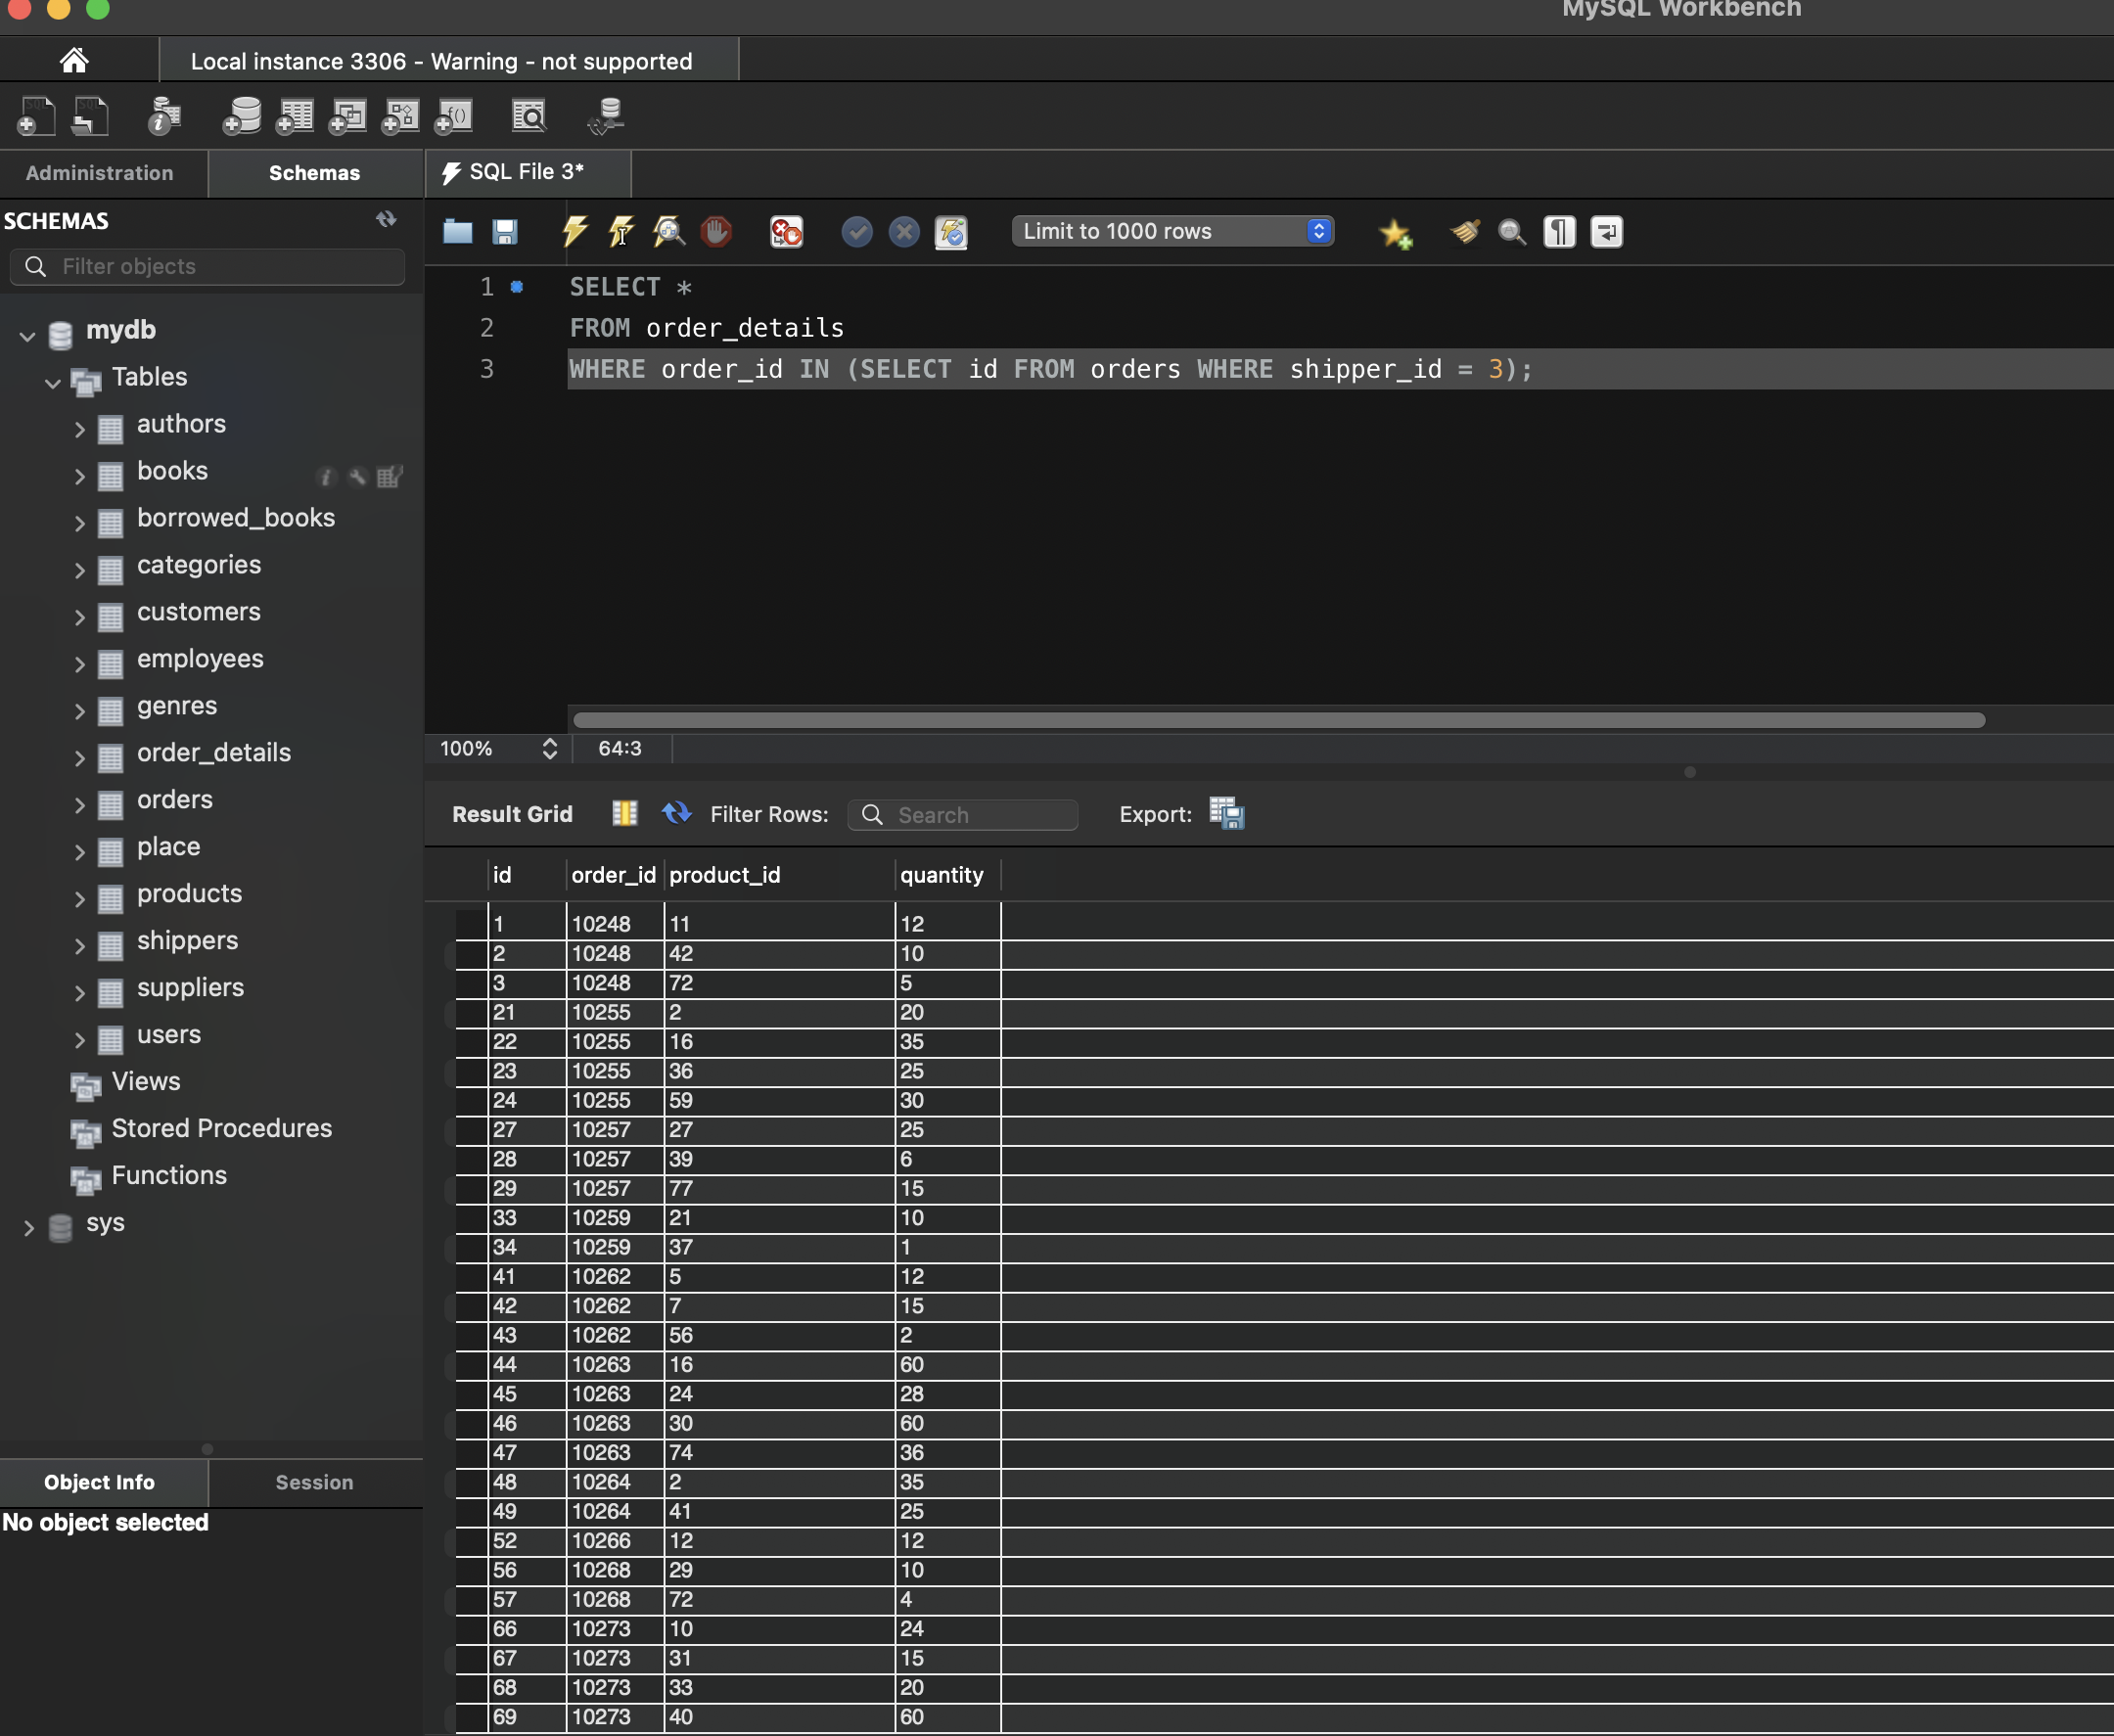 MySQL Workbench
Local instance 3306 - Warning - not supported
Administration
Schemas
SQL File 3*
SCHEMAS
Filter objects
mydb
Tables
authors
books
borrowed_books
categories
customers
employees
genres
order_details
orders
place
products
shippers
suppliers
users
Views
Stored Procedures
Functions
sys
Object Info
Session
No object selected
Limit to 1000 rows
1 SELECT *
2 FROM order_details
3 WHERE order_id IN (SELECT id FROM orders WHERE shipper_id = 3);
100% 64:3
Result Grid Filter Rows: Search Export:
id order_id product_id quantity
1 10248 11 12
2 10248 42 10
3 10248 72 5
21 10255 2 20
22 10255 16 35
23 10255 36 25
24 10255 59 30
27 10257 27 25
28 10257 39 6
29 10257 77 15
33 10259 21 10
34 10259 37 1
41 10262 5 12
42 10262 7 15
43 10262 56 2
44 10263 16 60
45 10263 24 28
46 10263 30 60
47 10263 74 36
48 10264 2 35
49 10264 41 25
52 10266 12 12
56 10268 29 10
57 10268 72 4
66 10273 10 24
67 10273 31 15
68 10273 33 20
69 10273 40 60